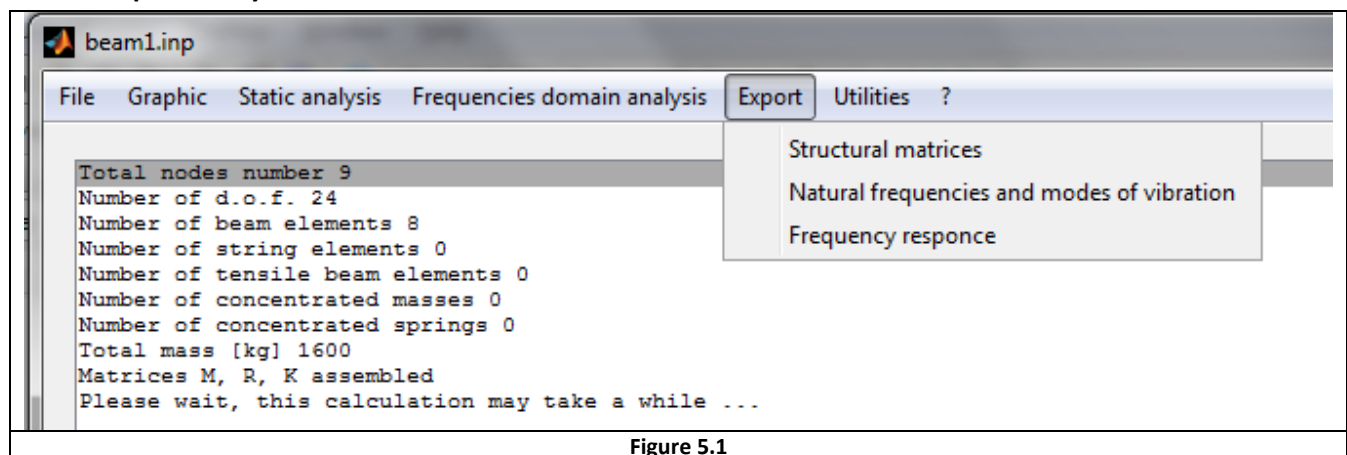 beam1.inp
File Graphic Static analysis Frequencies domain analysis Export Utilities ?
Structural matrices
Natural frequencies and modes of vibration
Frequency responce
Total nodes number 9
Number of d.o.f. 24
Number of beam elements 8
Number of string elements 0
Number of tensile beam elements 0
Number of concentrated masses 0
Number of concentrated springs 0
Total mass [kg] 1600
Matrices M, R, K assembled
Please wait, this calculation may take a while ...
Figure 5.1